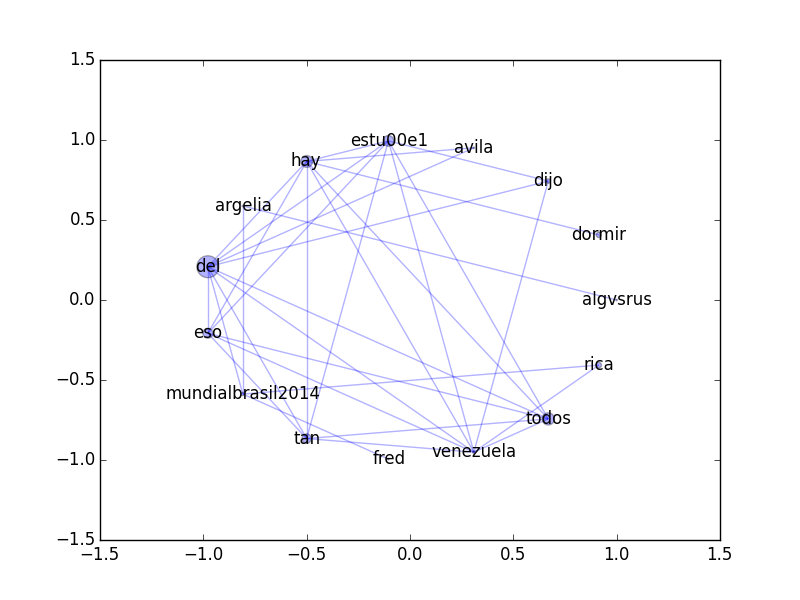 1.5
1.0
0.5
0.0
−0.5
−1.0
−1.5
estu00e1
avila
hay
dijo
argelia
dormir
del
algvsrus
eso
rica
mundialbrasil2014
todos
tan
venezuela
fred
−1.5 −1.0 −0.5 0.0 0.5 1.0 1.5